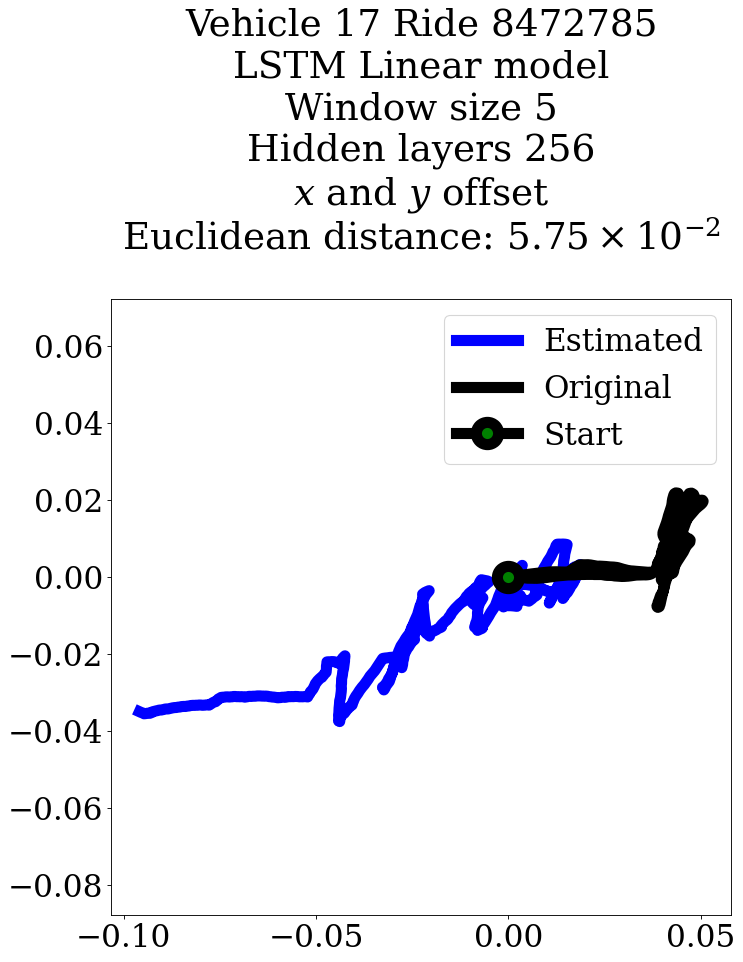 Vehicle 17 Ride 8472785
LSTM Linear model
Window size 5
Hidden layers 256
x and y offset
Euclidean distance: 5.75 × 10⁻²
Estimated
Original
Start
0.06
0.04
0.02
0.00
−0.02
−0.04
−0.06
−0.08
−0.10
−0.05
0.00
0.05